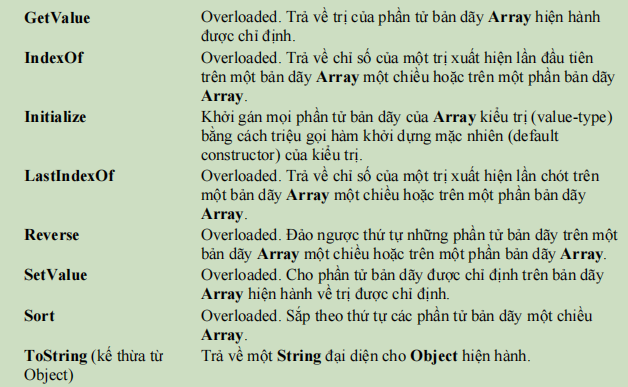 GetValue Overloaded. Trả về trị của phần tử bản dãy Array hiện hành
được chỉ định.
IndexOf Overloaded. Trả về chỉ số của một trị xuất hiện lần đầu tiên
trên một bản dãy Array một chiều hoặc trên một phần bản dãy
Array.
Initialize Khởi gán mọi phần tử bản dãy của Array kiểu trị (value-type)
bằng cách triệu gọi hàm khởi dựng mặc nhiên (default
constructor) của kiểu trị.
LastIndexOf Overloaded. Trả về chỉ số của một trị xuất hiện lần chót trên
một bản dãy Array một chiều hoặc trên một phần bản dãy
Array.
Reverse Overloaded. Đảo ngược thứ tự những phần tử bản dãy trên một
bản dãy Array một chiều hoặc trên một phần bản dãy Array.
SetValue Overloaded. Cho phần tử bản dãy được chỉ định trên bản dãy
Array hiện hành về trị được chỉ định.
Sort Overloaded. Sắp theo thứ tự các phần tử bản dãy một chiều
Array.
ToString (kế thừa từ Trả về một String đại diện cho Object hiện hành.
Object)